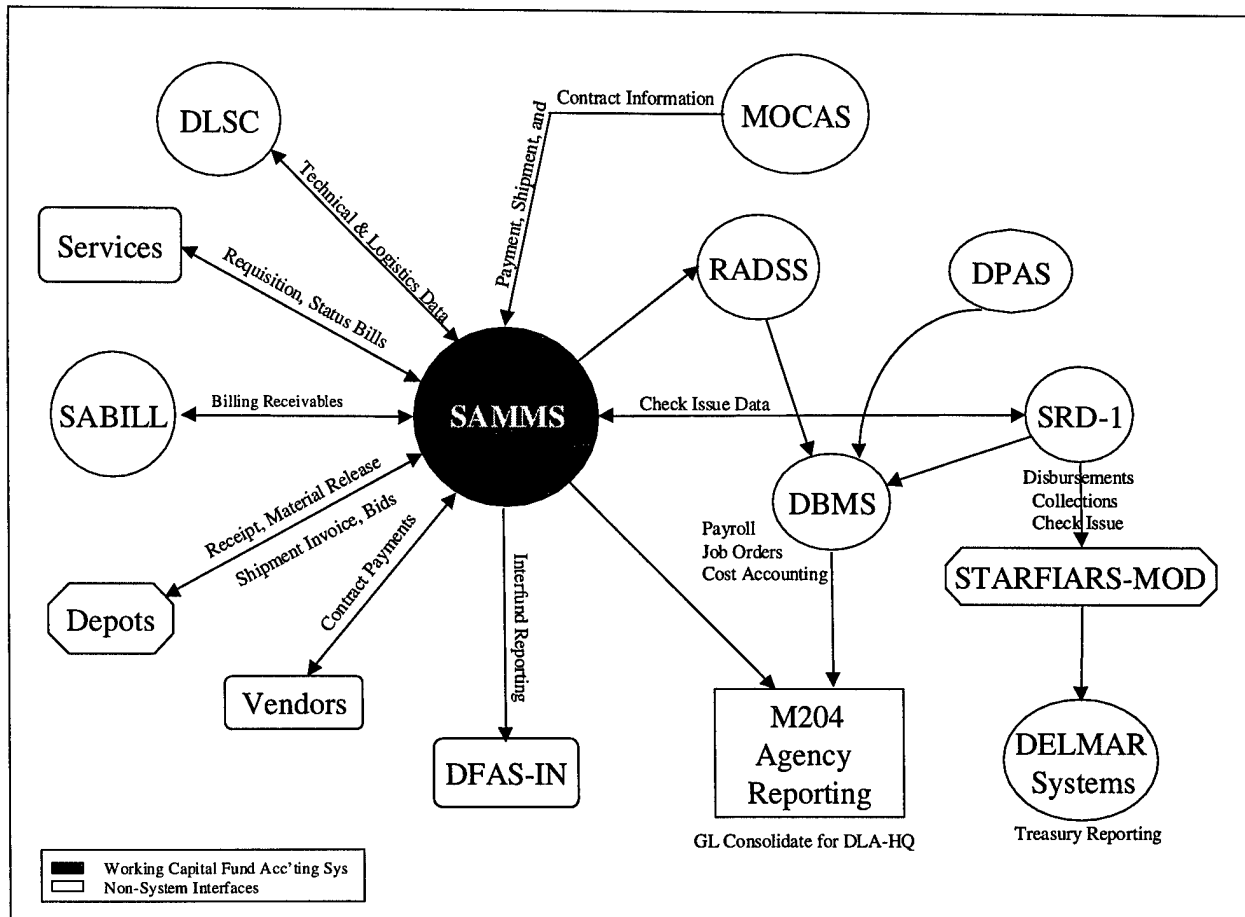 DLSC
Contract Information
MOCAS
Payment, Shipment, and
Technical & Logistics Data
Services
Requisition, Status Bills
RADSS
DPAS
SABILL
Billing Receivables
SAMMS
Check Issue Data
SRD-1
Receipt, Material Release
Shipment Invoice, Bids
Contract Payments
Interfund Reporting
DBMS
Payroll
Job Orders
Cost Accounting
Disbursements
Collections
Check Issue
STARFIARS-MOD
Depots
Vendors
DFAS-IN
M204
Agency
Reporting
GL Consolidate for DLA-HQ
DELMAR
Systems
Treasury Reporting
Working Capital Fund Acc'ting Sys
Non-System Interfaces